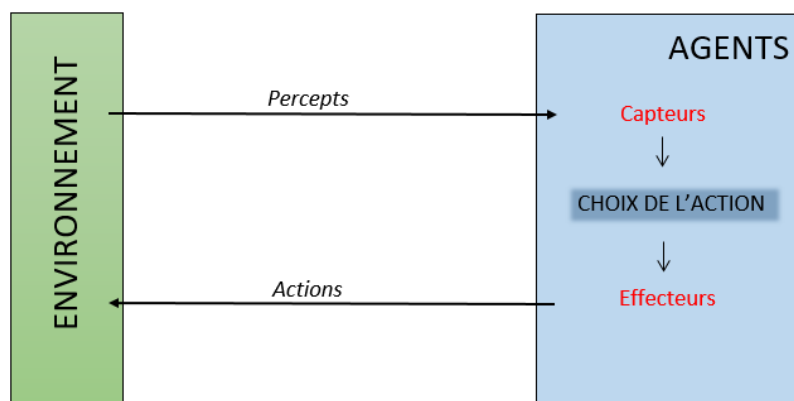 ENVIRONNEMENT
AGENTS
Percepts
Capteurs
CHOIX DE L'ACTION
Actions
Effecteurs